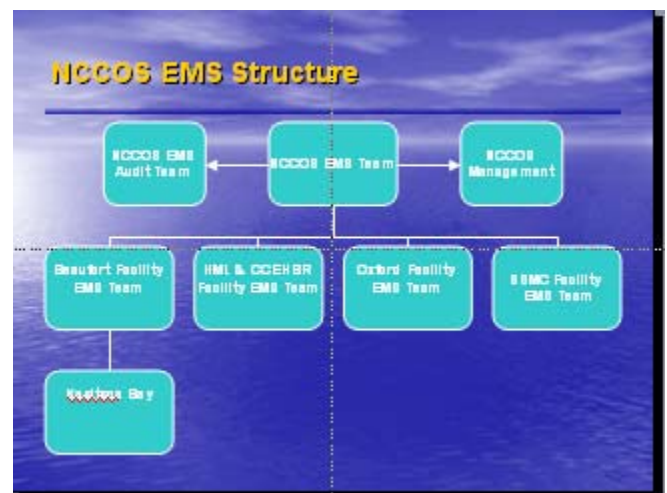 NCCOS EMS Structure
NCCOS EMS
Audit Team
NCCOS EMS Team
NCCOS
Management
Beaufort Facility
EMS Team
HML & CCEHBR
Facility EMS Team
Oxford Facility
EMS Team
SSMC Facility
EMS Team
Bay